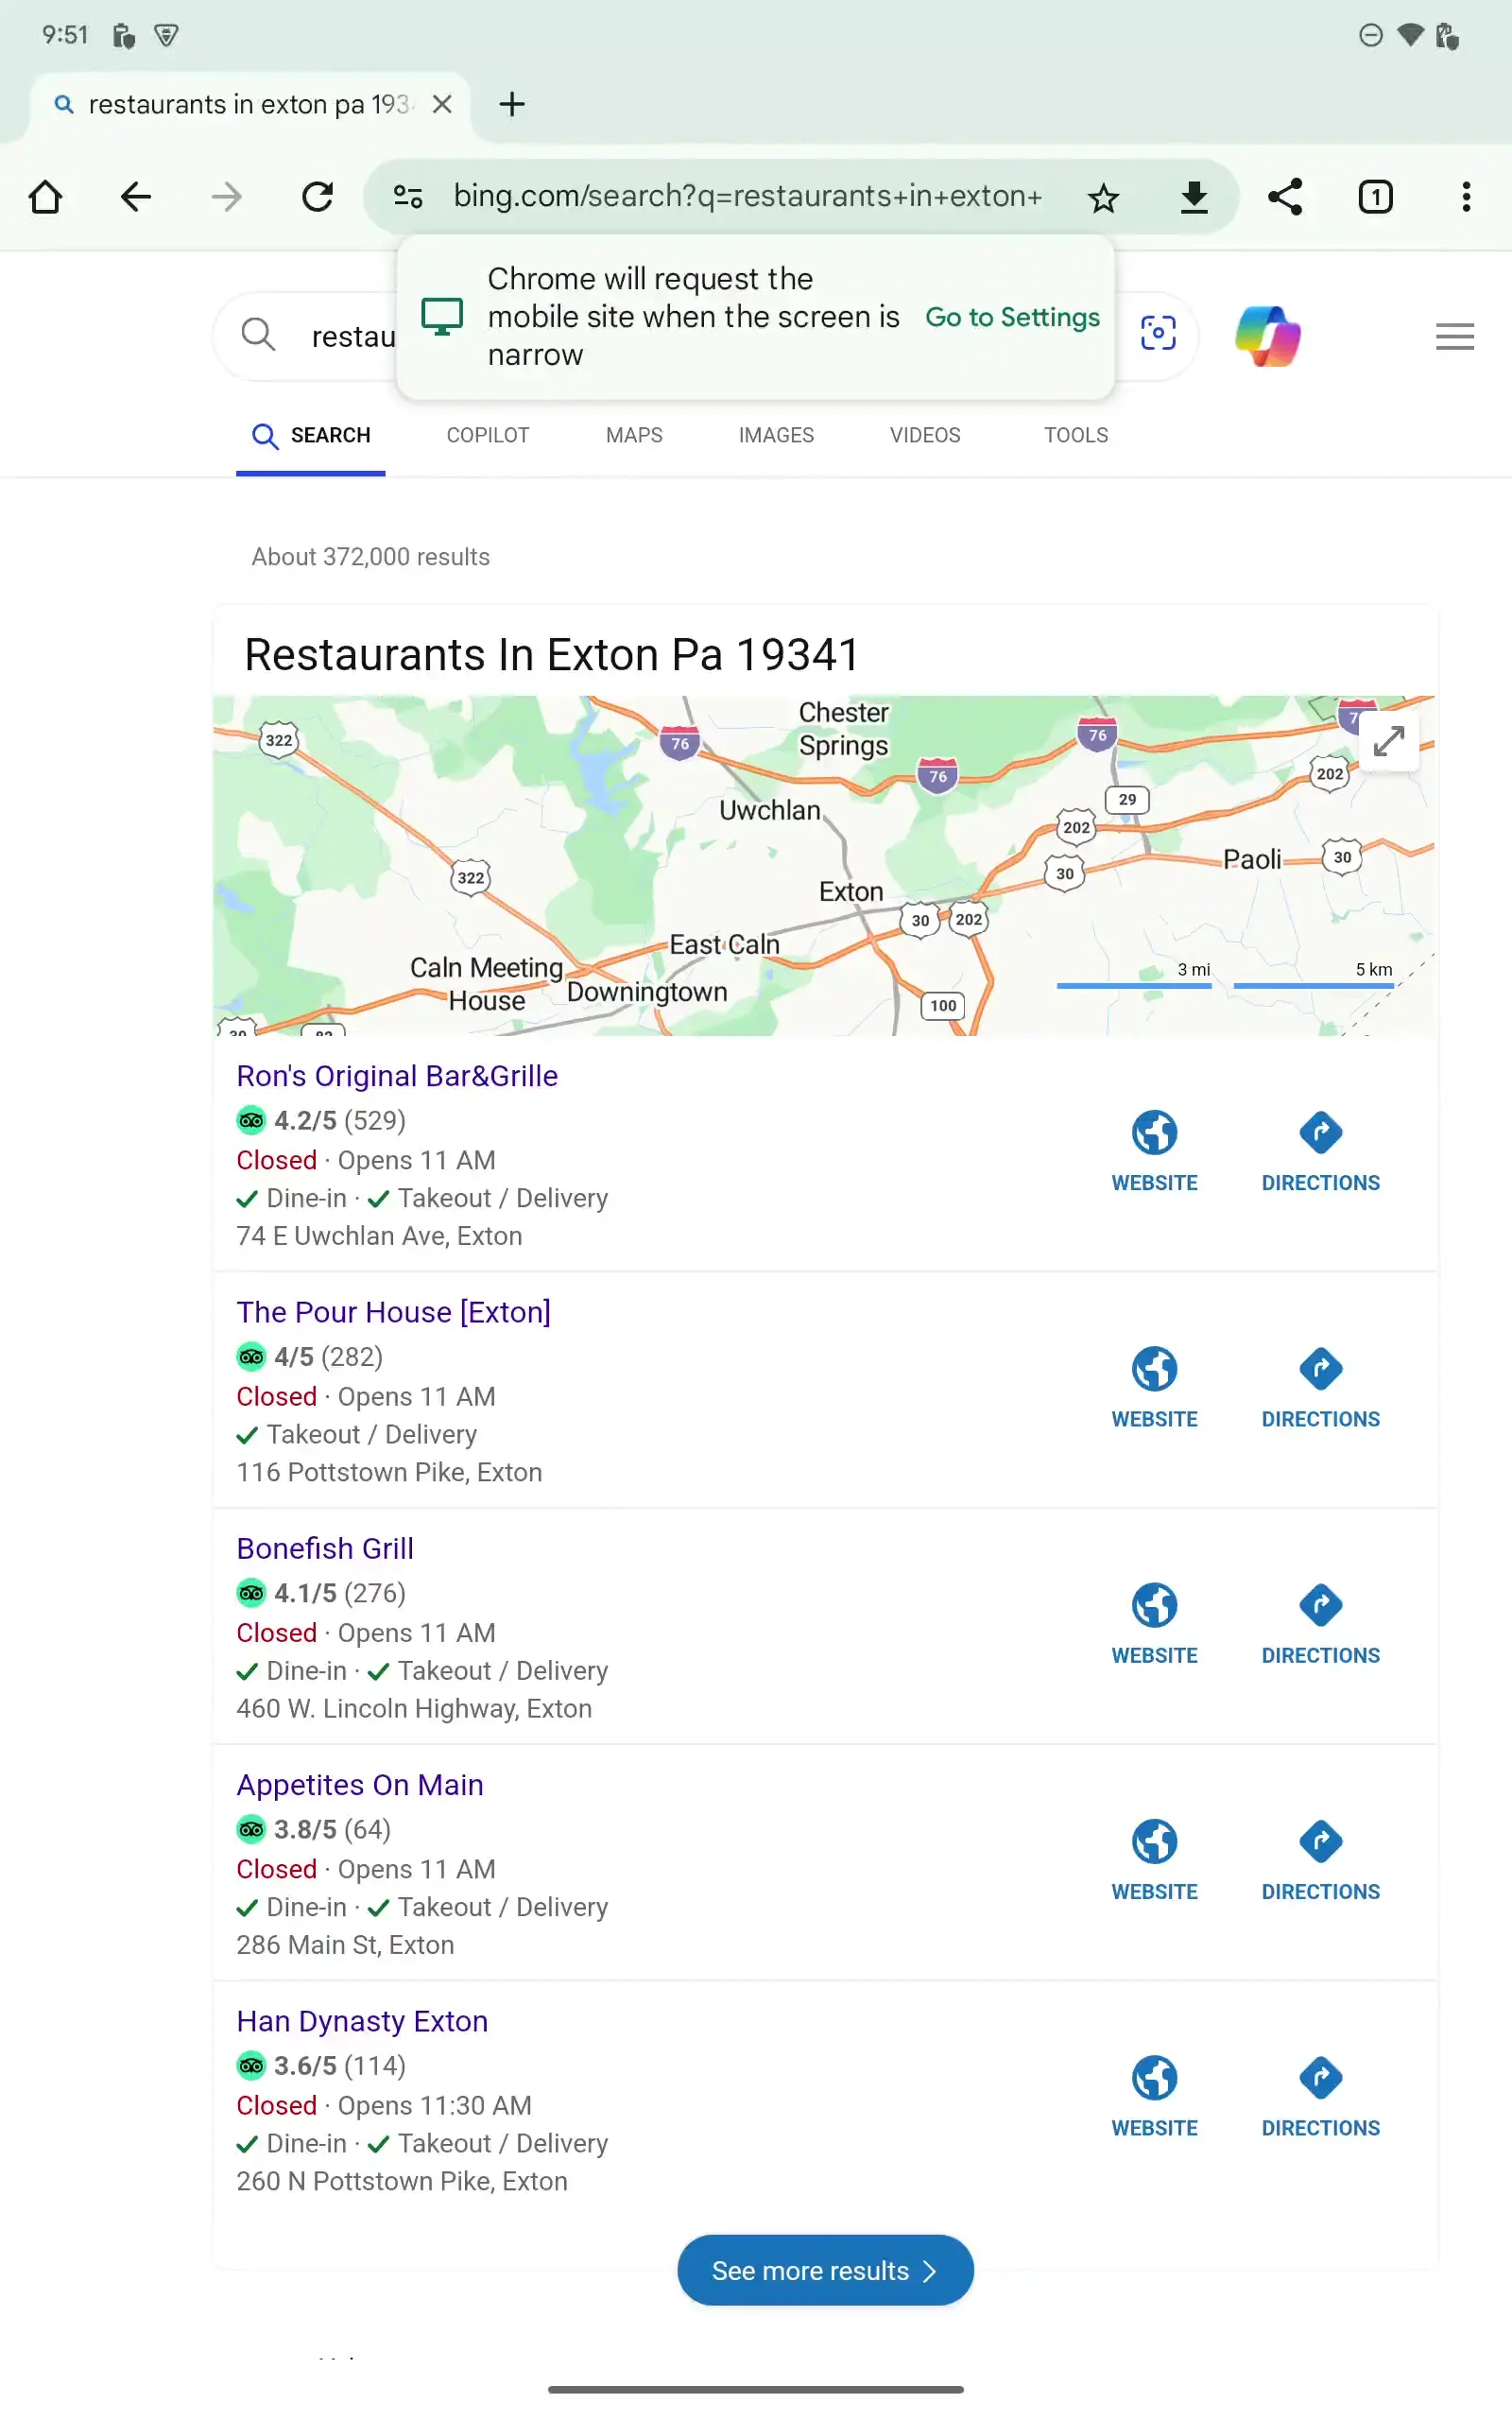 9:51
restaurants in exton pa 193
bing.com/search?q=restaurants+in+exton+
1
Chrome will request the
mobile site when the screen is
narrow
Go to Settings
restau
SEARCH
COPILOT
MAPS
IMAGES
VIDEOS
TOOLS
About 372,000 results
Restaurants In Exton Pa 19341
Chester
Springs
322
76
76
76
202
29
Uwchlan
202
Paoli
30
30
322
Exton
30
202
East Caln
Caln Meeting
House
Downingtown
3 mi
5 km
100
Ron's Original Bar&Grille
4.2/5 (529)
Closed · Opens 11 AM
Dine-in · Takeout / Delivery
74 E Uwchlan Ave, Exton
WEBSITE
DIRECTIONS
The Pour House [Exton]
4/5 (282)
Closed · Opens 11 AM
Takeout / Delivery
116 Pottstown Pike, Exton
WEBSITE
DIRECTIONS
Bonefish Grill
4.1/5 (276)
Closed · Opens 11 AM
Dine-in · Takeout / Delivery
460 W. Lincoln Highway, Exton
WEBSITE
DIRECTIONS
Appetites On Main
3.8/5 (64)
Closed · Opens 11 AM
Dine-in · Takeout / Delivery
286 Main St, Exton
WEBSITE
DIRECTIONS
Han Dynasty Exton
3.6/5 (114)
Closed · Opens 11:30 AM
Dine-in · Takeout / Delivery
260 N Pottstown Pike, Exton
WEBSITE
DIRECTIONS
See more results